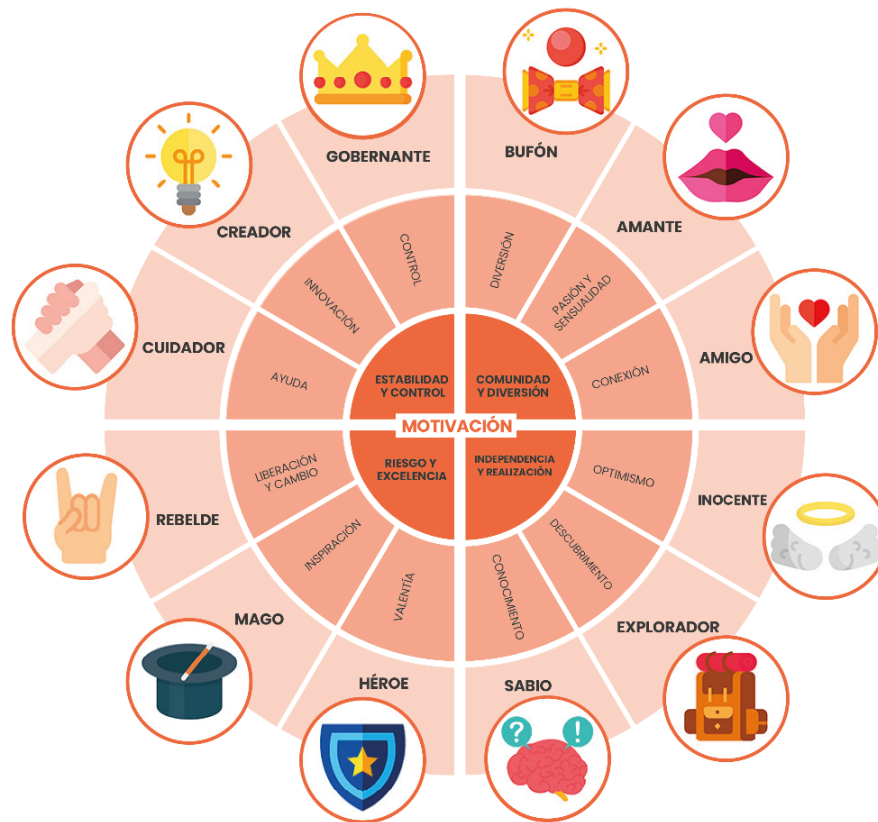 GOBERNANTE
BUFÓN
CREADOR
AMANTE
CONTROL
DIVERSIÓN
INNOVACIÓN
PASIÓN Y
SENSUALIDAD
CUIDADOR
AMIGO
AYUDA
CONEXIÓN
ESTABILIDAD
Y CONTROL
COMUNIDAD
Y DIVERSIÓN
MOTIVACIÓN
RIESGO Y
EXCELENCIA
INDEPENDENCIA
Y REALIZACIÓN
LIBERACIÓN
Y CAMBIO
OPTIMISMO
REBELDE
INOCENTE
INSPIRACIÓN
DESCUBRIMIENTO
VALENTÍA
CONOCIMIENTO
MAGO
EXPLORADOR
HÉROE
SABIO
?
!